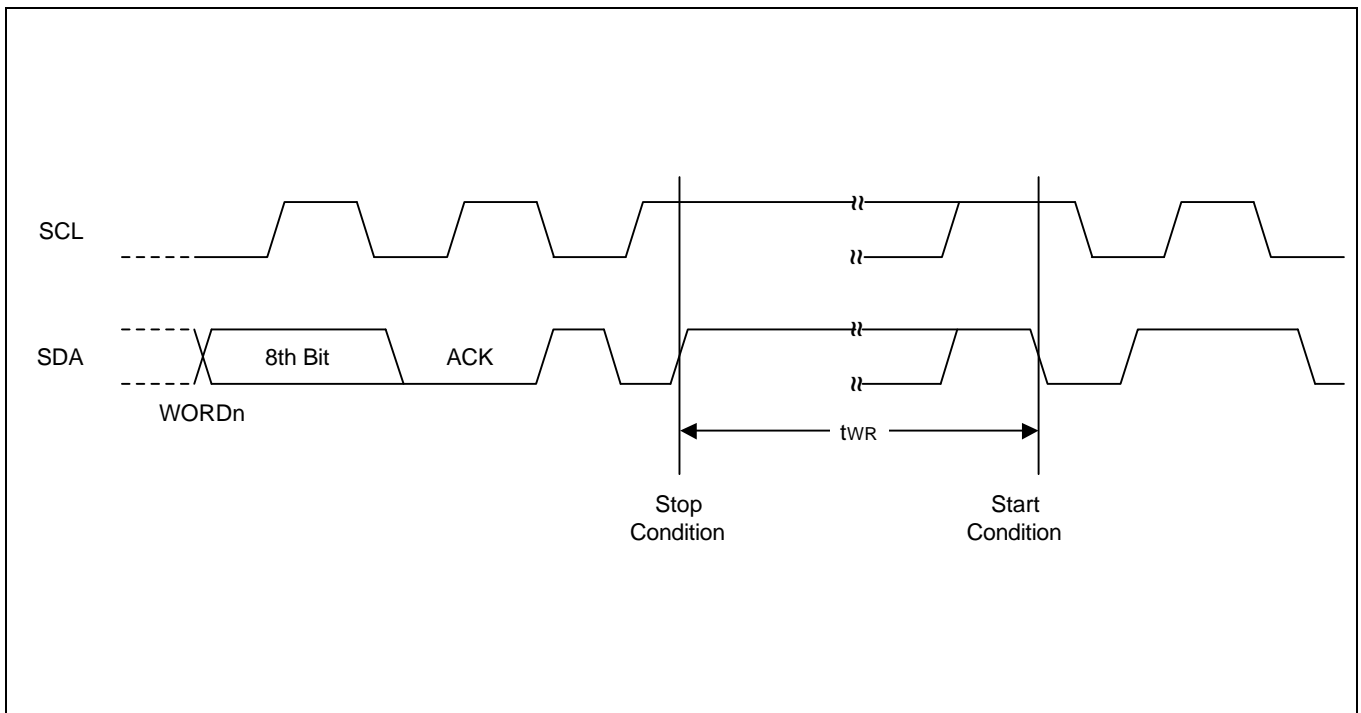 SCL
SDA
8th Bit
ACK
WORDn
tWR
Stop
Condition
Start
Condition